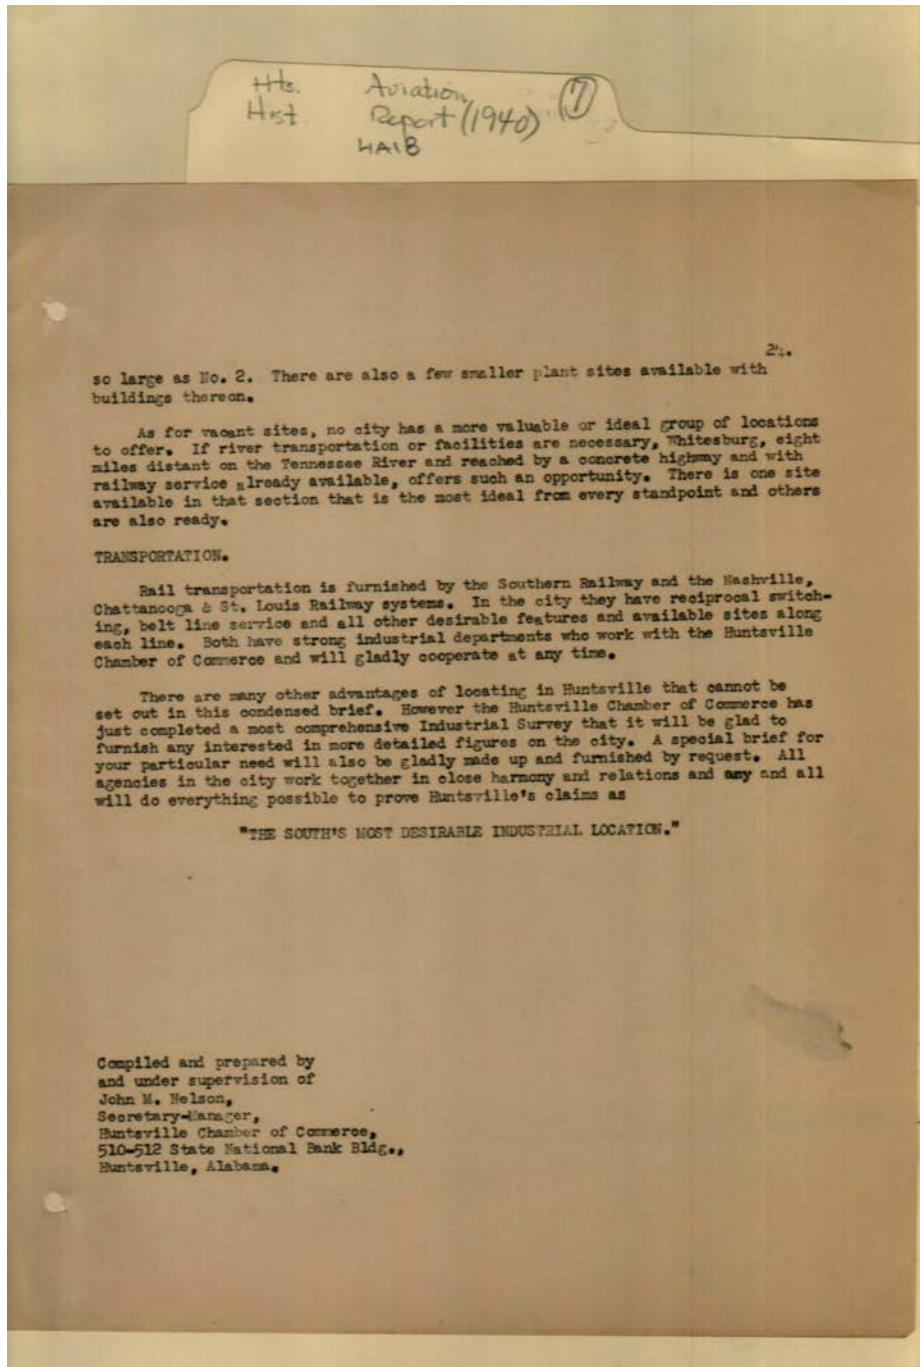 Hts. Aviation (7)
Hist Report (1940)
HAIB
24.
so large as No. 2. There are also a few smaller plant sites available with
buildings thereon.
As for vacant sites, no city has a more valuable or ideal group of locations
to offer. If river transportation or facilities are necessary, Whitesburg, eight
miles distant on the Tennessee River and reached by a concrete highway and with
railway service already available, offers such an opportunity. There is one site
available in that section that is the most ideal from every standpoint and others
are also ready.
TRANSPORTATION.
Rail transportation is furnished by the Southern Railway and the Nashville,
Chattanooga & St. Louis Railway systems. In the city they have reciprocal switch-
ing, belt line service and all other desirable features and available sites along
each line. Both have strong industrial departments who work with the Huntsville
Chamber of Commerce and will gladly cooperate at any time.
There are many other advantages of locating in Huntsville that cannot be
set out in this condensed brief. However the Huntsville Chamber of Commerce has
just completed a most comprehensive Industrial Survey that it will be glad to
furnish any interested in more detailed figures on the city. A special brief for
your particular need will also be gladly made up and furnished by request. All
agencies in the city work together in close harmony and relations and any and all
will do everything possible to prove Huntsville's claims as
"THE SOUTH'S MOST DESIRABLE INDUSTRIAL LOCATION."
Compiled and prepared by
and under supervision of
John M. Nelson,
Secretary-Manager,
Huntsville Chamber of Commerce,
510-512 State National Bank Bldg.,
Huntsville, Alabama.